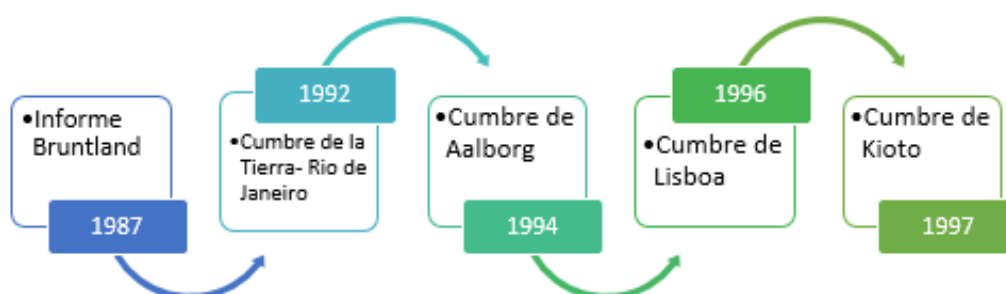 •Informe
Bruntland
1987
1992
•Cumbre de la
Tierra- Rio de
Janeiro
•Cumbre de
Aalborg
1994
1996
•Cumbre de
Lisboa
•Cumbre de
Kioto
1997